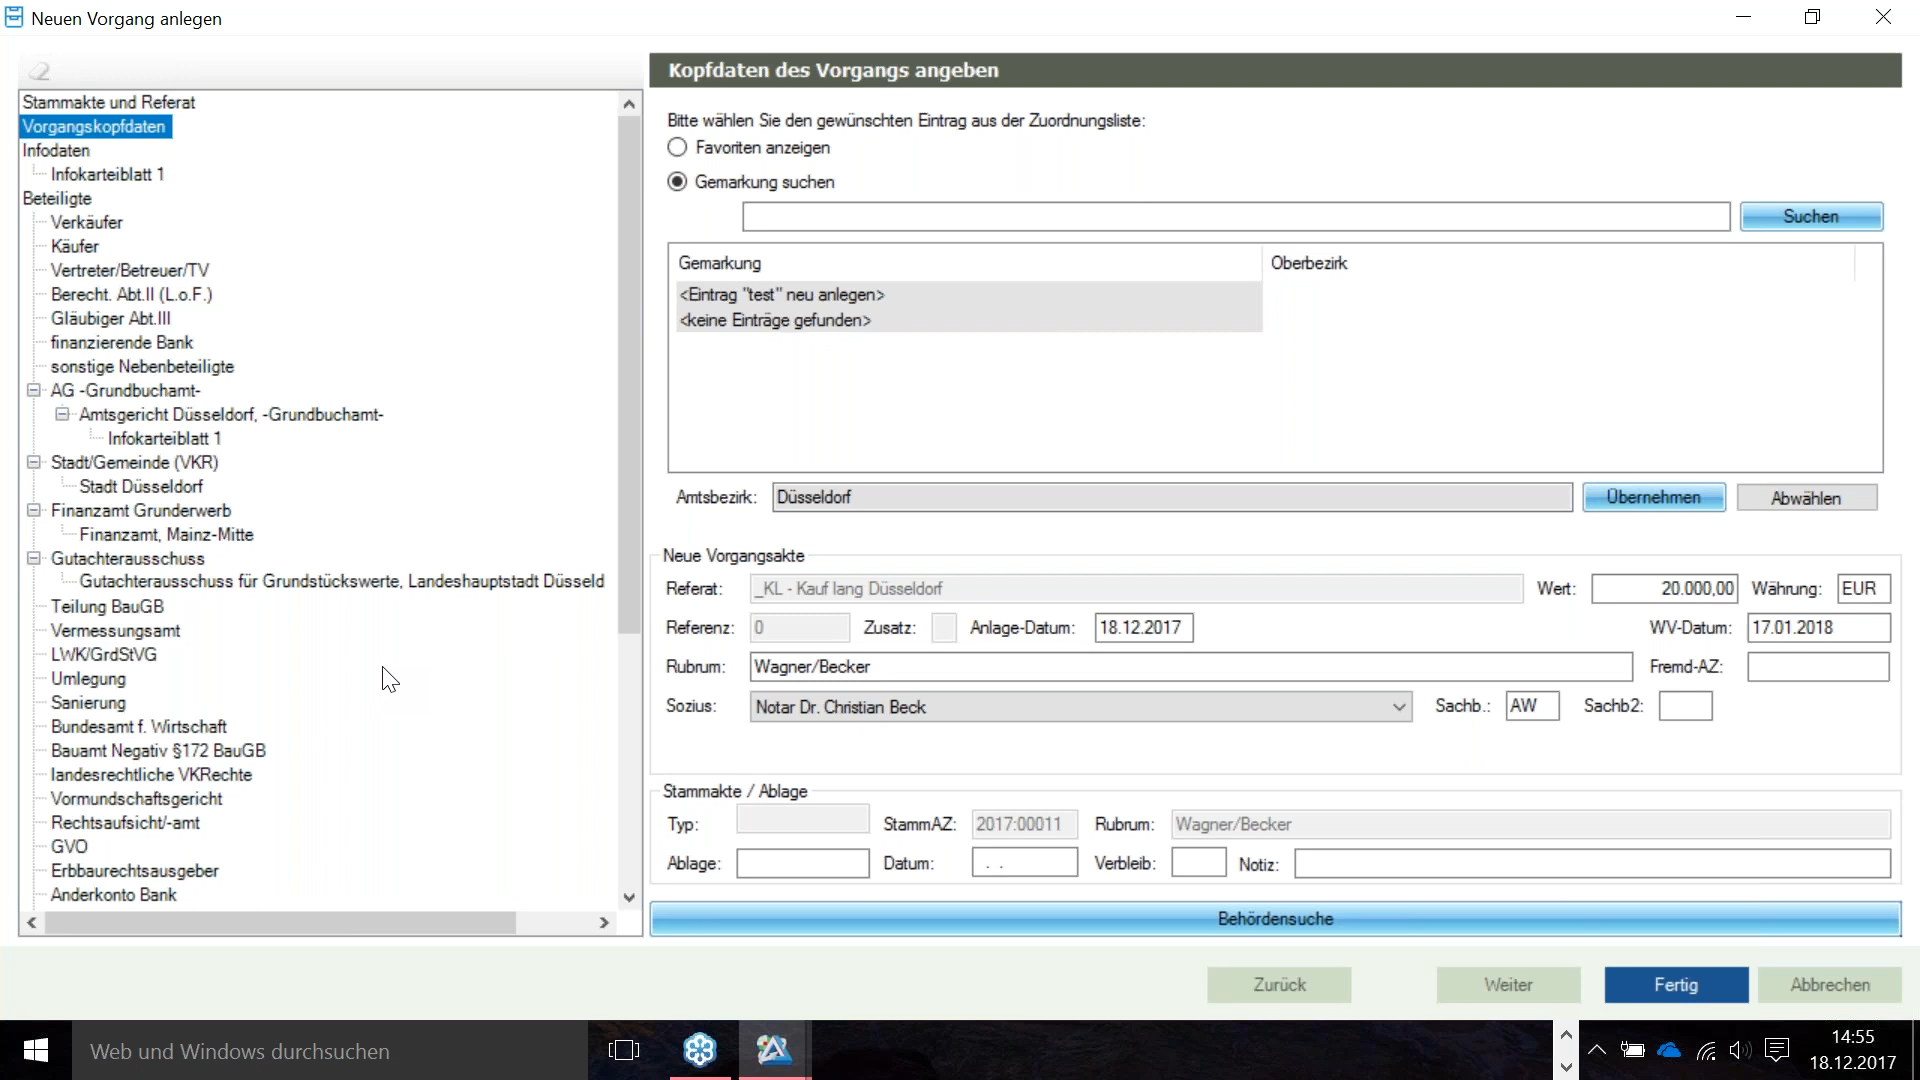 Neuen Vorgang anlegen
Stammakte und Referat
Vorgangskopfdaten
Infodaten
Infokarteiblatt 1
Beteiligte
Verkäufer
Käufer
Vertreter/Betreuer/TV
Berecht. Abt.II (L.o.F.)
Gläubiger Abt.III
finanzierende Bank
sonstige Nebenbeteiligte
AG -Grundbuchamt-
Amtsgericht Düsseldorf, -Grundbuchamt-
Infokarteiblatt 1
Stadt/Gemeinde (VKR)
Stadt Düsseldorf
Finanzamt Grunderwerb
Finanzamt, Mainz-Mitte
Gutachterausschuss
Gutachterausschuss für Grundstückswerte, Landeshauptstadt Düsseld
Teilung BauGB
Vermessungsamt
LWK/GrdStVG
Umlegung
Sanierung
Bundesamt f. Wirtschaft
Bauamt Negativ §172 BauGB
landesrechtliche VKRechte
Vormundschaftsgericht
Rechtsaufsicht/-amt
GVO
Erbbaurechtsausgeber
Anderkonto Bank
Kopfdaten des Vorgangs angeben
Bitte wählen Sie den gewünschten Eintrag aus der Zuordnungsliste:
Favoriten anzeigen
Gemarkung suchen
Suchen
Gemarkung Oberbezirk
<Eintrag "test" neu anlegen>
<keine Einträge gefunden>
Amtsbezirk: Düsseldorf Übernehmen Abwählen
Neue Vorgangsakte
Referat: _KL - Kauf lang Düsseldorf Wert: 20.000,00 Währung: EUR
Referenz: 0 Zusatz: Anlage-Datum: 18.12.2017 WV-Datum: 17.01.2018
Rubrum: Wagner/Becker Fremd-AZ:
Sozius: Notar Dr. Christian Beck Sachb.: AW Sachb2:
Stammakte / Ablage
Typ: StammAZ: 2017:00011 Rubrum: Wagner/Becker
Ablage: Datum: . . Verbleib: Notiz:
Behördensuche
Zurück Weiter Fertig Abbrechen
Web und Windows durchsuchen
14:55
18.12.2017